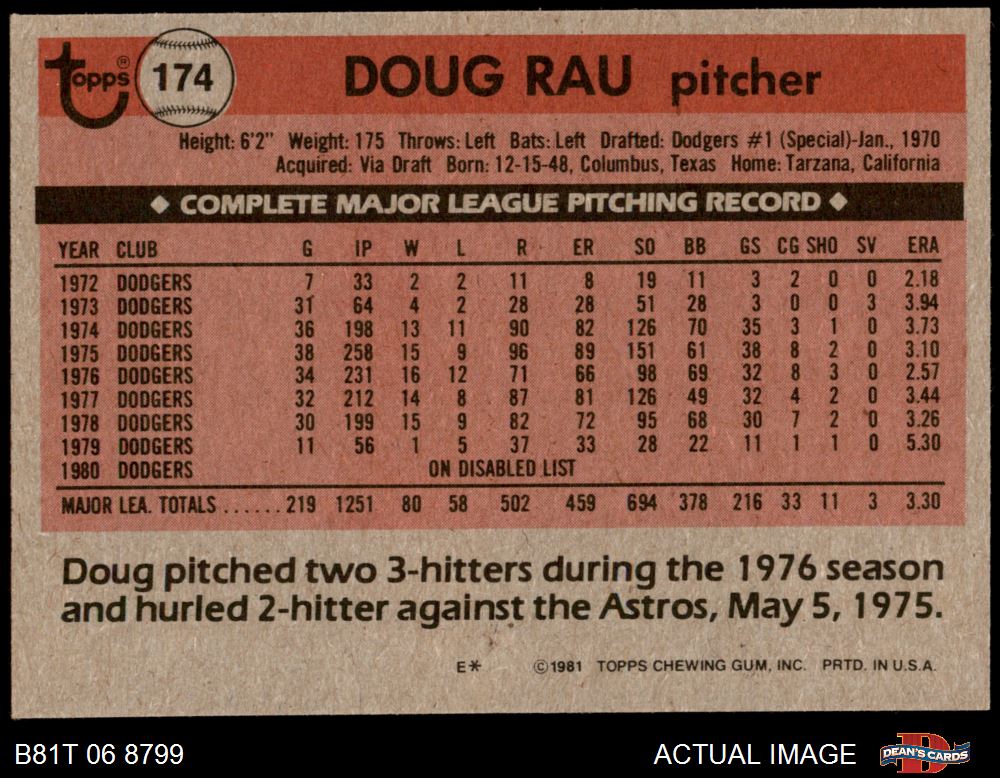 topps® 174 DOUG RAU pitcher
Height: 6'2" Weight: 175 Throws: Left Bats: Left Drafted: Dodgers #1 (Special)-Jan., 1970
Acquired: Via Draft Born: 12-15-48, Columbus, Texas Home: Tarzana, California
◆ COMPLETE MAJOR LEAGUE PITCHING RECORD ◆
YEAR CLUB G IP W L R ER SO BB GS CG SHO SV ERA
1972 DODGERS 7 33 2 2 11 8 19 11 3 2 0 0 2.18
1973 DODGERS 31 64 4 2 28 28 51 28 3 0 0 3 3.94
1974 DODGERS 36 198 13 11 90 82 126 70 35 3 1 0 3.73
1975 DODGERS 38 258 15 9 96 89 151 61 38 8 2 0 3.10
1976 DODGERS 34 231 16 12 71 66 98 69 32 8 3 0 2.57
1977 DODGERS 32 212 14 8 87 81 126 49 32 4 2 0 3.44
1978 DODGERS 30 199 15 9 82 72 95 68 30 7 2 0 3.26
1979 DODGERS 11 56 1 5 37 33 28 22 11 1 1 0 5.30
1980 DODGERS ON DISABLED LIST
MAJOR LEA. TOTALS ...... 219 1251 80 58 502 459 694 378 216 33 11 3 3.30
Doug pitched two 3-hitters during the 1976 season
and hurled 2-hitter against the Astros, May 5, 1975.
E* ©1981 TOPPS CHEWING GUM, INC. PRTD. IN U.S.A.
B81T 06 8799 ACTUAL IMAGE DEAN'S CARDS